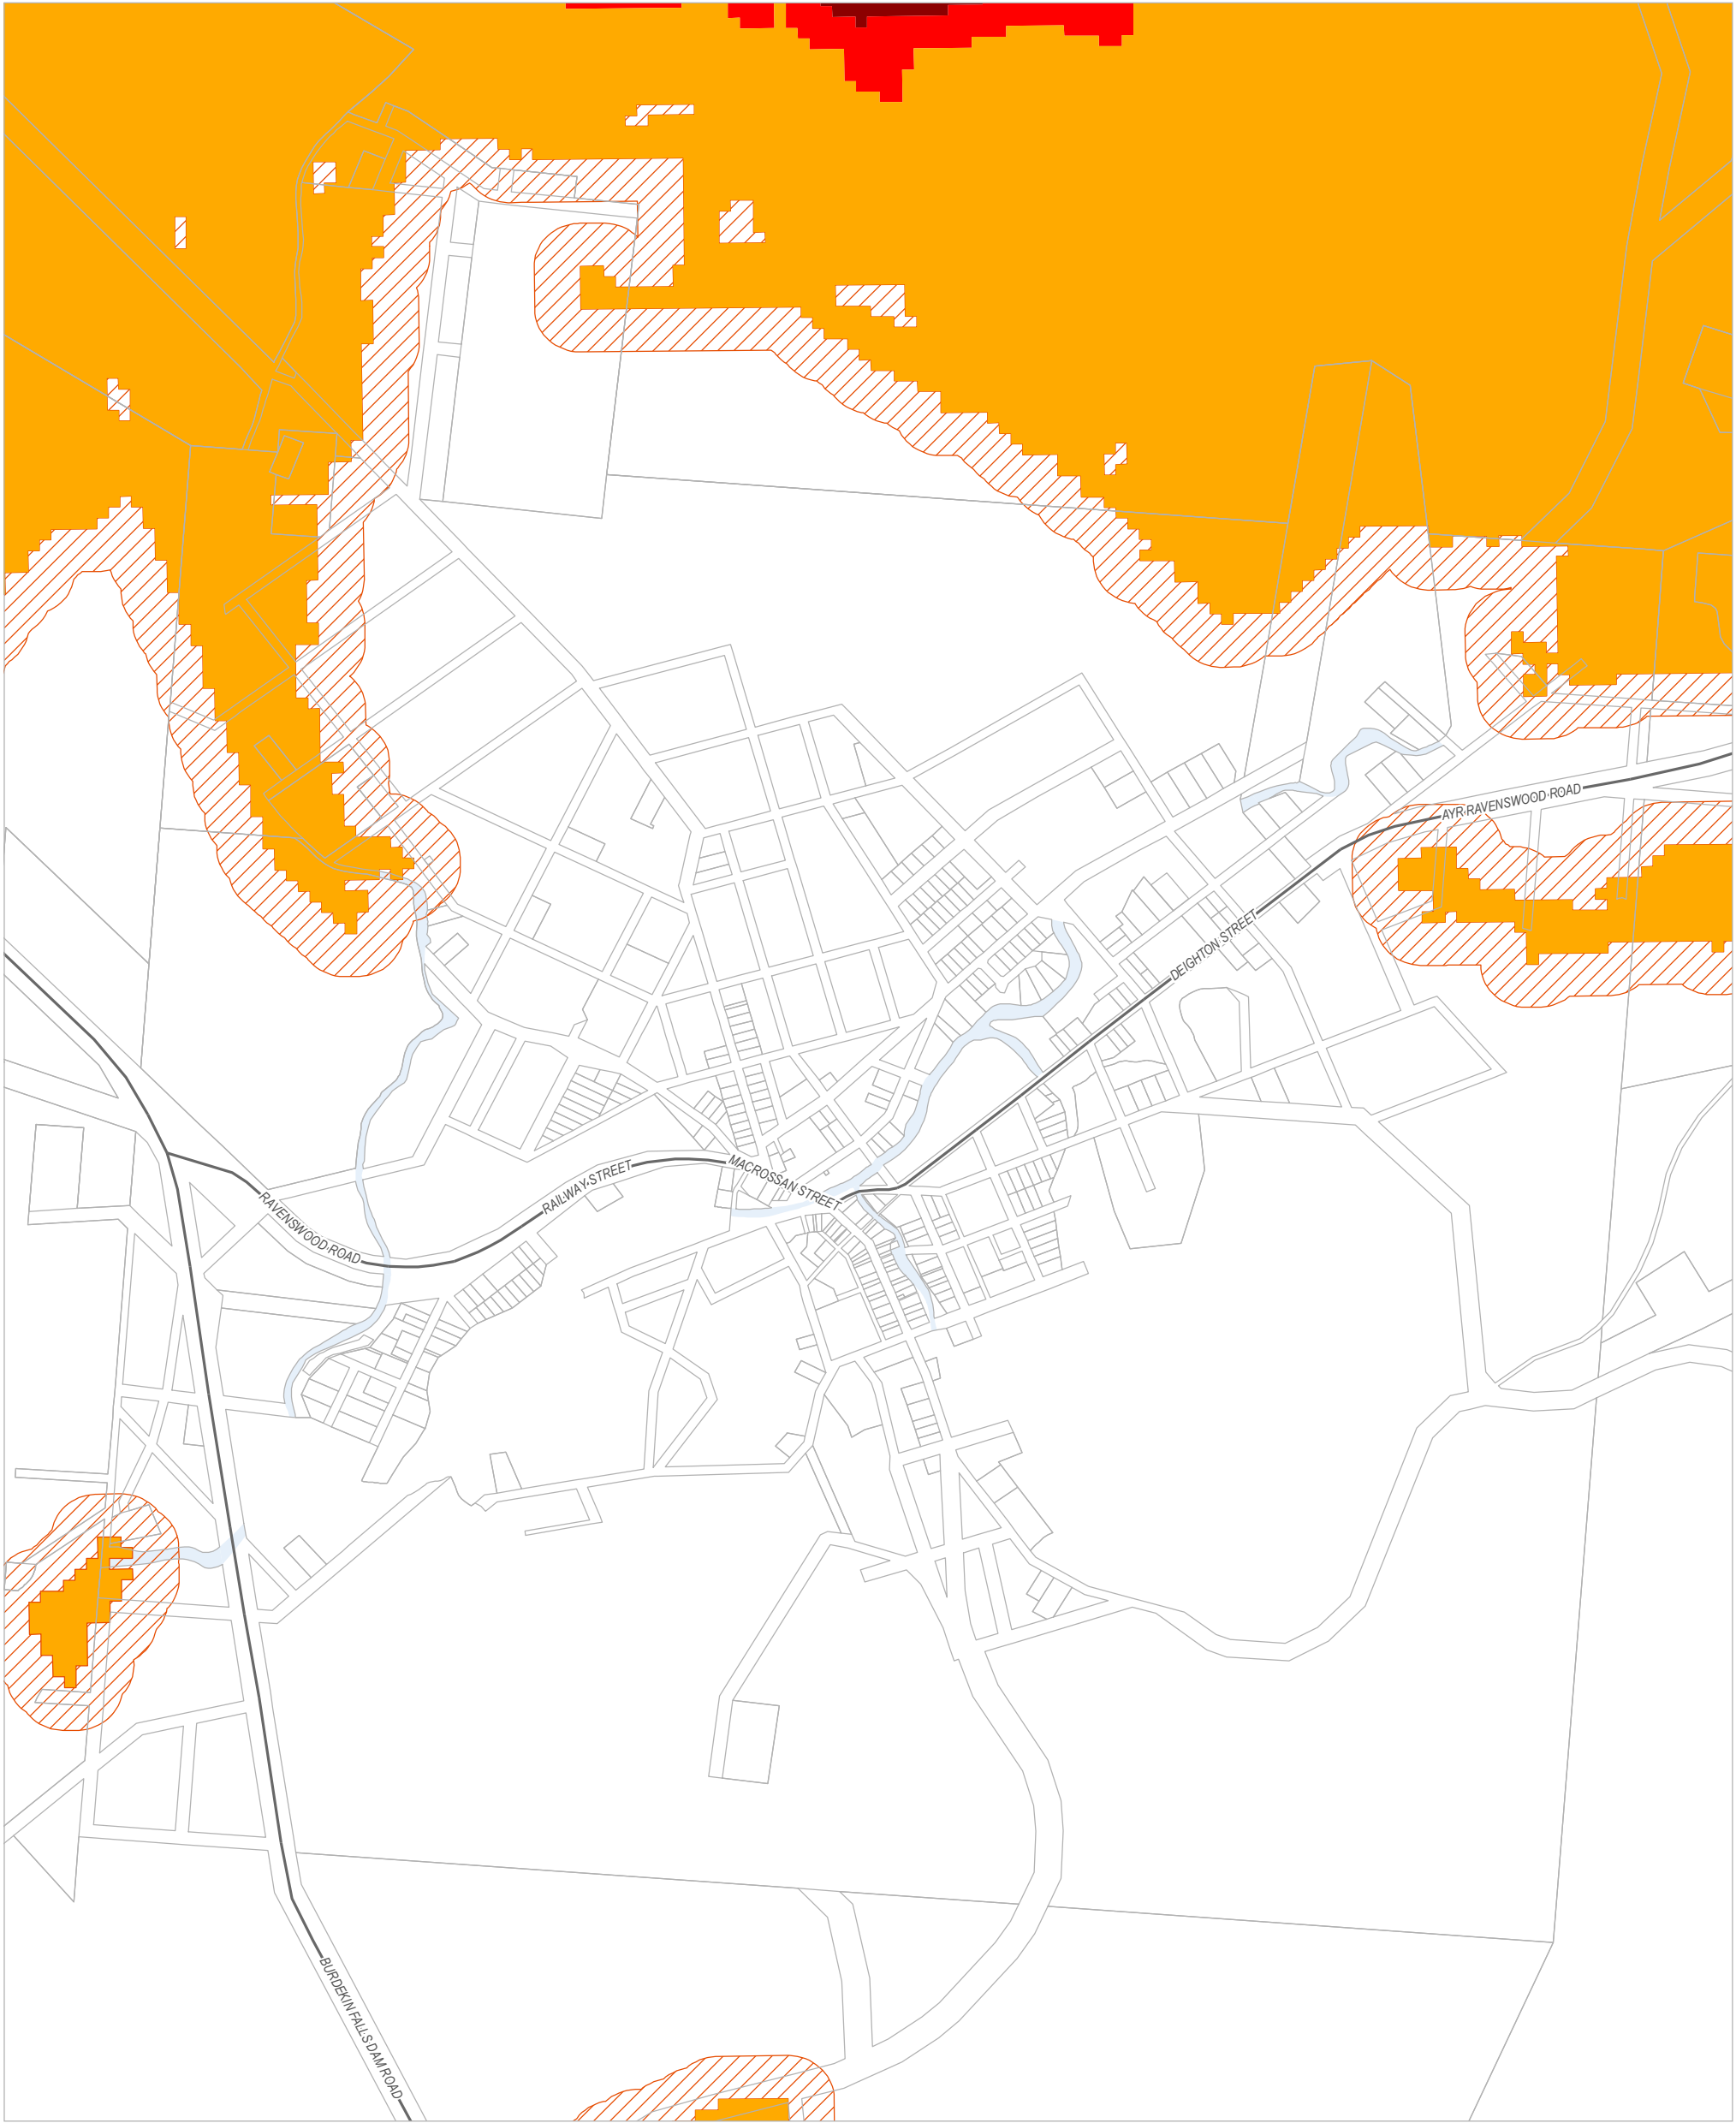 AYR RAVENSWOOD ROAD
DEIGHTON STREET
MACROSSAN STREET
RAILWAY STREET
RAVENSWOOD ROAD
BURDEKIN FALLS DAM ROAD